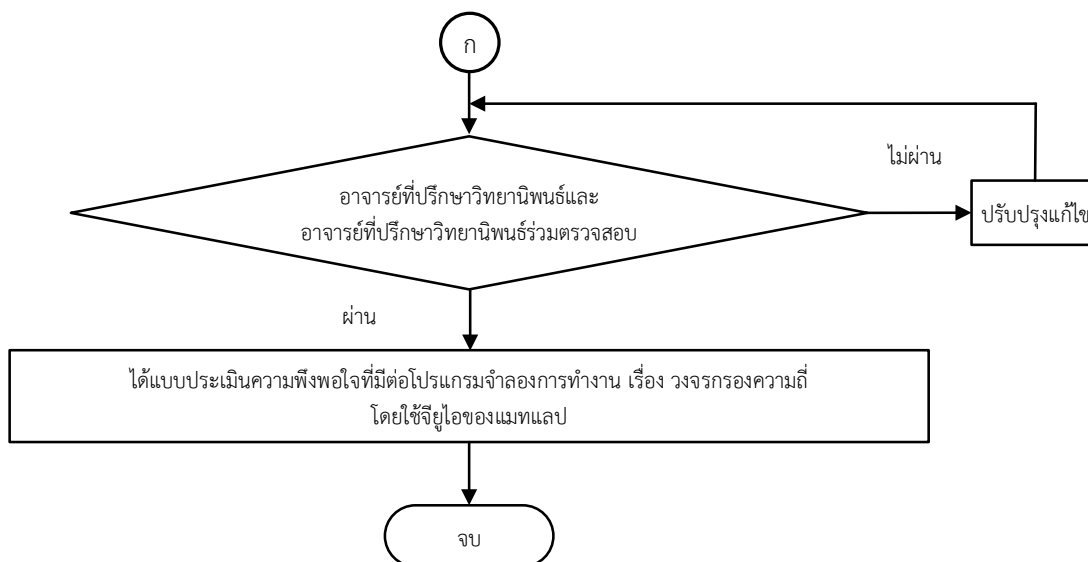 ก
ไม่ผ่าน
อาจารย์ที่ปรึกษาวิทยานิพนธ์และ
อาจารย์ที่ปรึกษาวิทยานิพนธ์ร่วมตรวจสอบ
ปรับปรุงแก้ไข
ผ่าน
ได้แบบประเมินความพึงพอใจที่มีต่อโปรแกรมจำลองการทำงาน เรื่อง วงจรกรองความถี่
โดยใช้จียูไอของแมทแลป
จบ